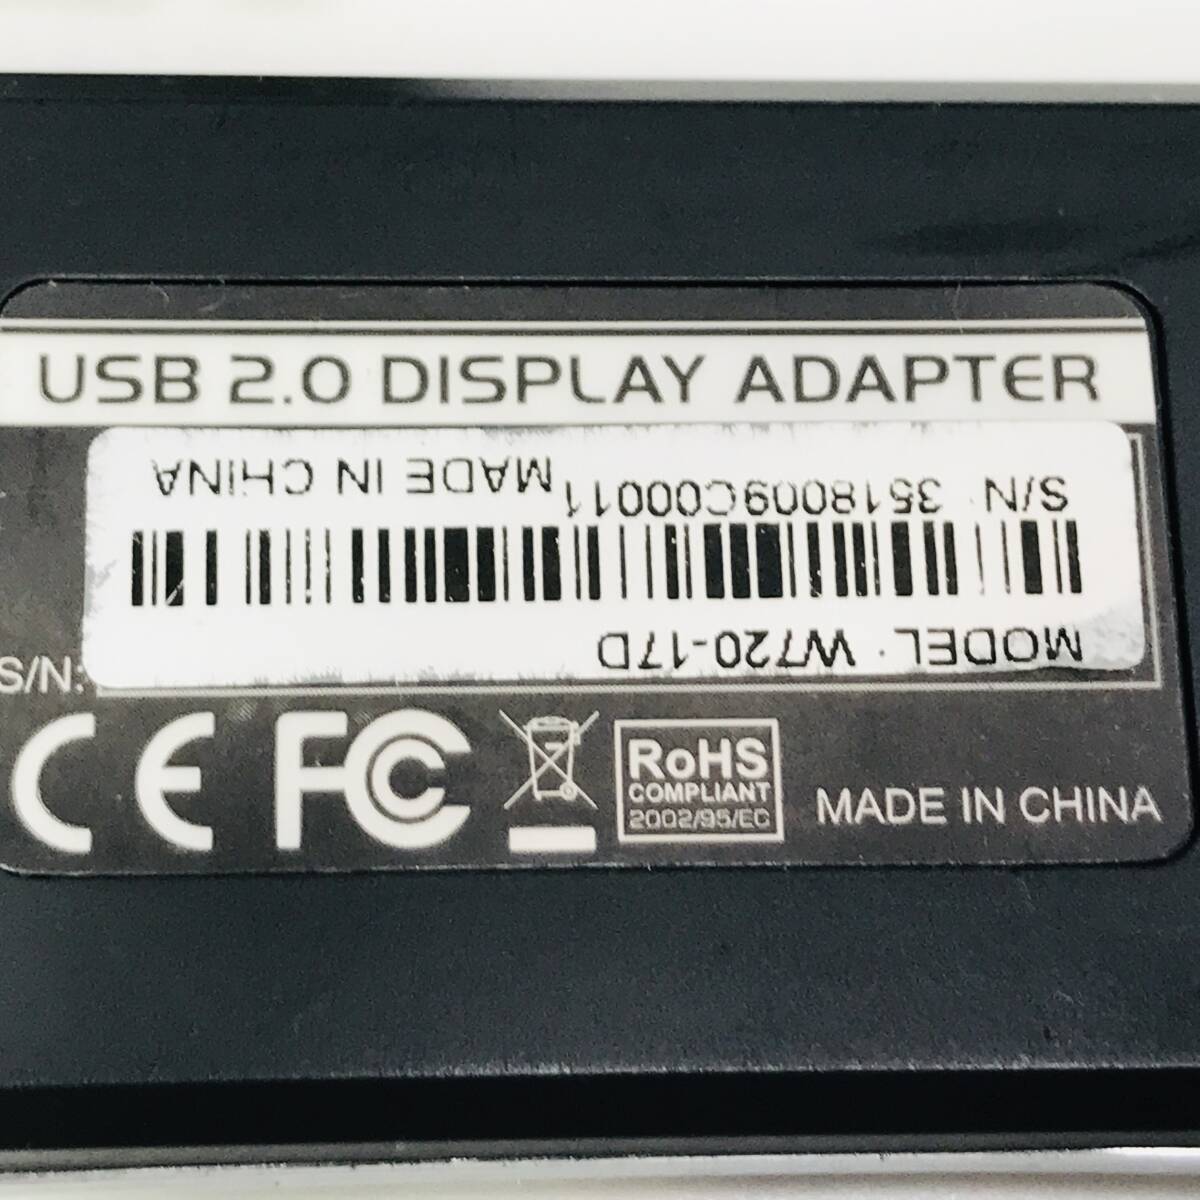 USB 2.0 DISPLAY ADAPTER
MODEL: W720-17D
S/N: 3518009C00011
MADE IN CHINA
S/N:
CE FC
RoHS
COMPLIANT
2002/95/EC
MADE IN CHINA